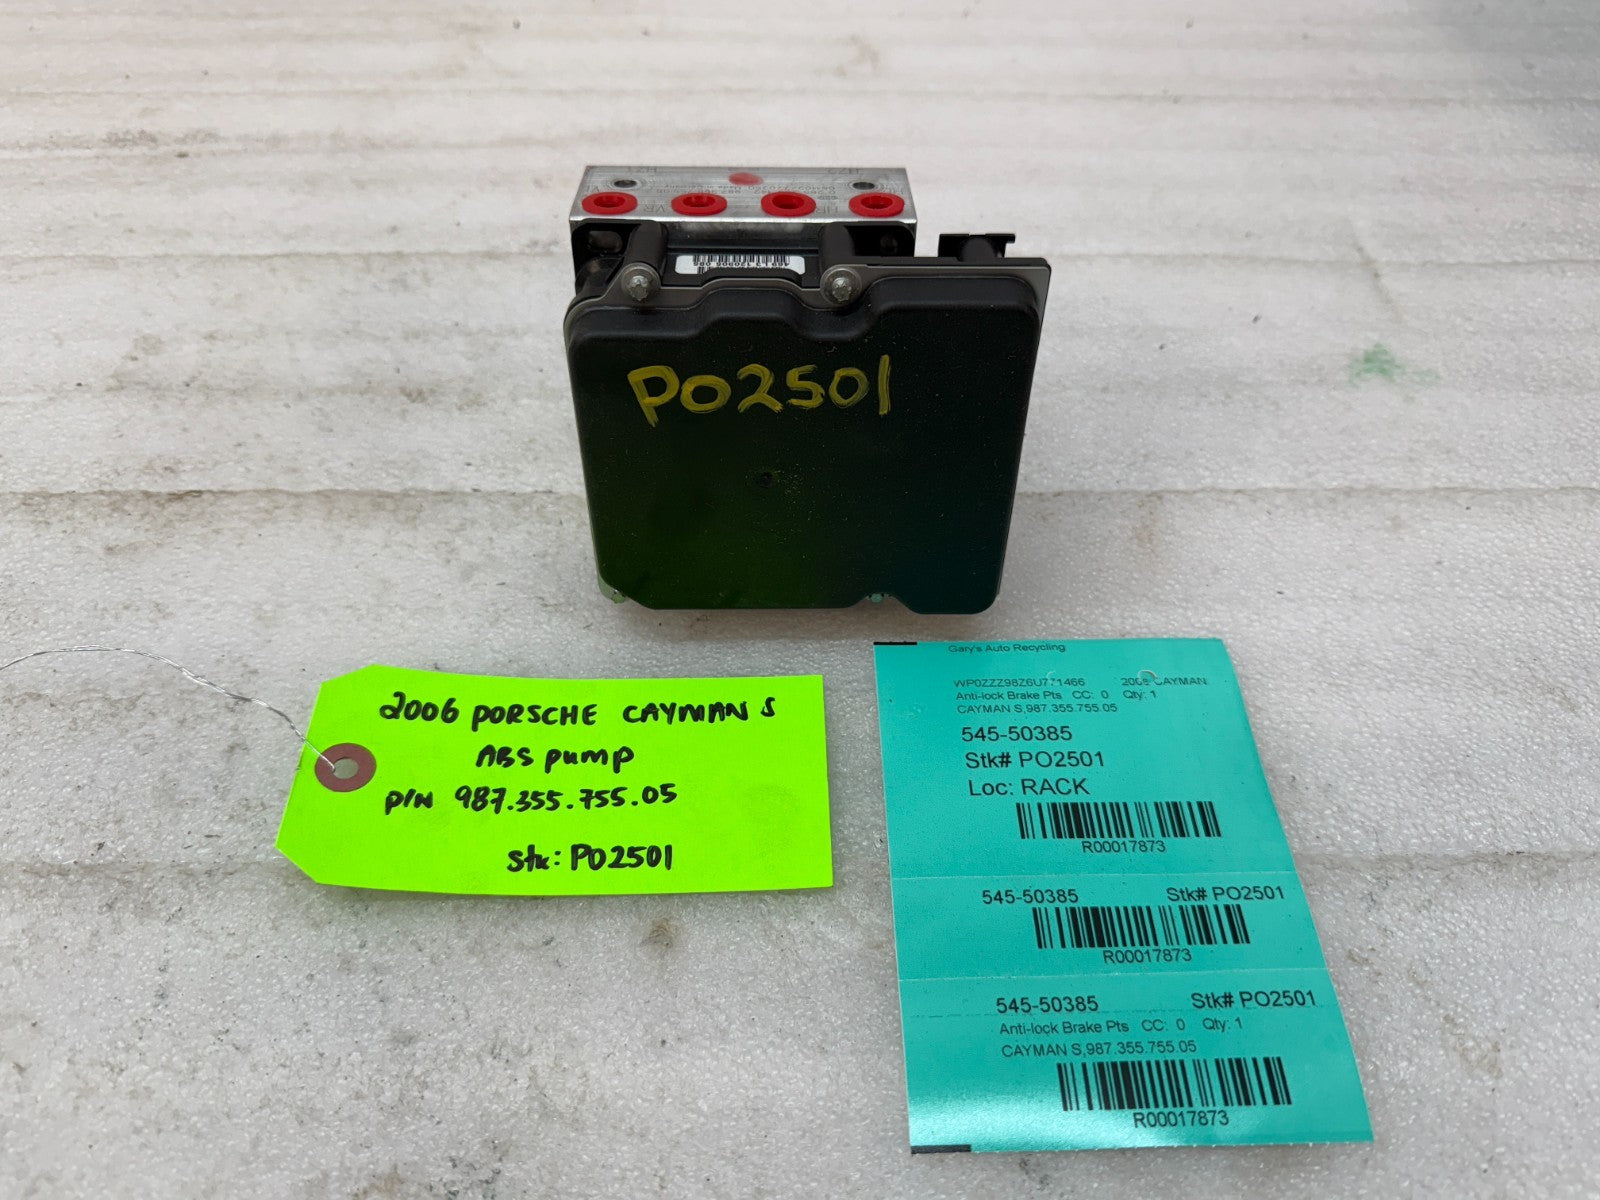 PO2501
2006 PORSCHE CAYMAN S
ABS pump
P/N 987.355.755.05
Stk: PO2501
Gary's Auto Recycling
WP0ZZZ98Z6U771466 CAYMAN
Anti-lock Brake Pts CC: 0 Qty: 1
CAYMAN S,987.355.755.05
545-50385
Stk# PO2501
Loc: RACK
R00017873
545-50385 Stk# PO2501
R00017873
545-50385 Stk# PO2501
Anti-lock Brake Pts CC: 0 Qty: 1
CAYMAN S,987.355.755.05
R00017873